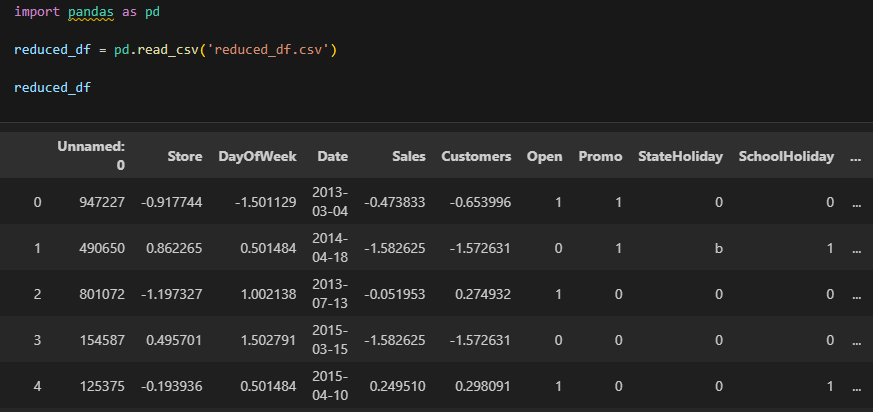 import pandas as pd
reduced_df = pd.read_csv('reduced_df.csv')
reduced_df
Unnamed: 0 Store DayOfWeek Date Sales Customers Open Promo StateHoliday SchoolHoliday ...
0 947227 -0.917744 -1.501129 2013-03-04 -0.473833 -0.653996 1 1 0 0 ...
1 490650 0.862265 0.501484 2014-04-18 -1.582625 -1.572631 0 1 b 1 ...
2 801072 -1.197327 1.002138 2013-07-13 -0.051953 0.274932 1 0 0 0 ...
3 154587 0.495701 1.502791 2015-03-15 -1.582625 -1.572631 0 0 0 0 ...
4 125375 -0.193936 0.501484 2015-04-10 0.249510 0.298091 1 0 0 1 ...